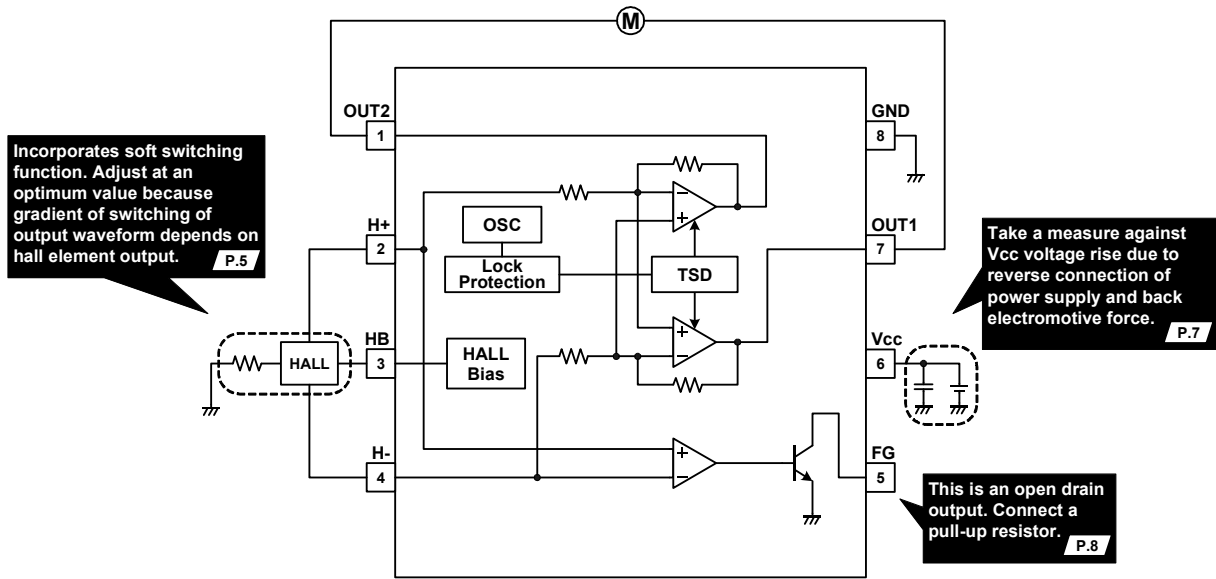 M
OUT2
1
GND
8
Incorporates soft switching
function. Adjust at an
optimum value because
gradient of switching of
output waveform depends on
hall element output.
P.5
H+
2
OSC
Lock
Protection
TSD
OUT1
7
Take a measure against
Vcc voltage rise due to
reverse connection of
power supply and back
electromotive force.
P.7
HALL
HB
3
HALL
Bias
Vcc
6
H-
4
FG
5
This is an open drain
output. Connect a
pull-up resistor.
P.8
−
+
+
−
+
−